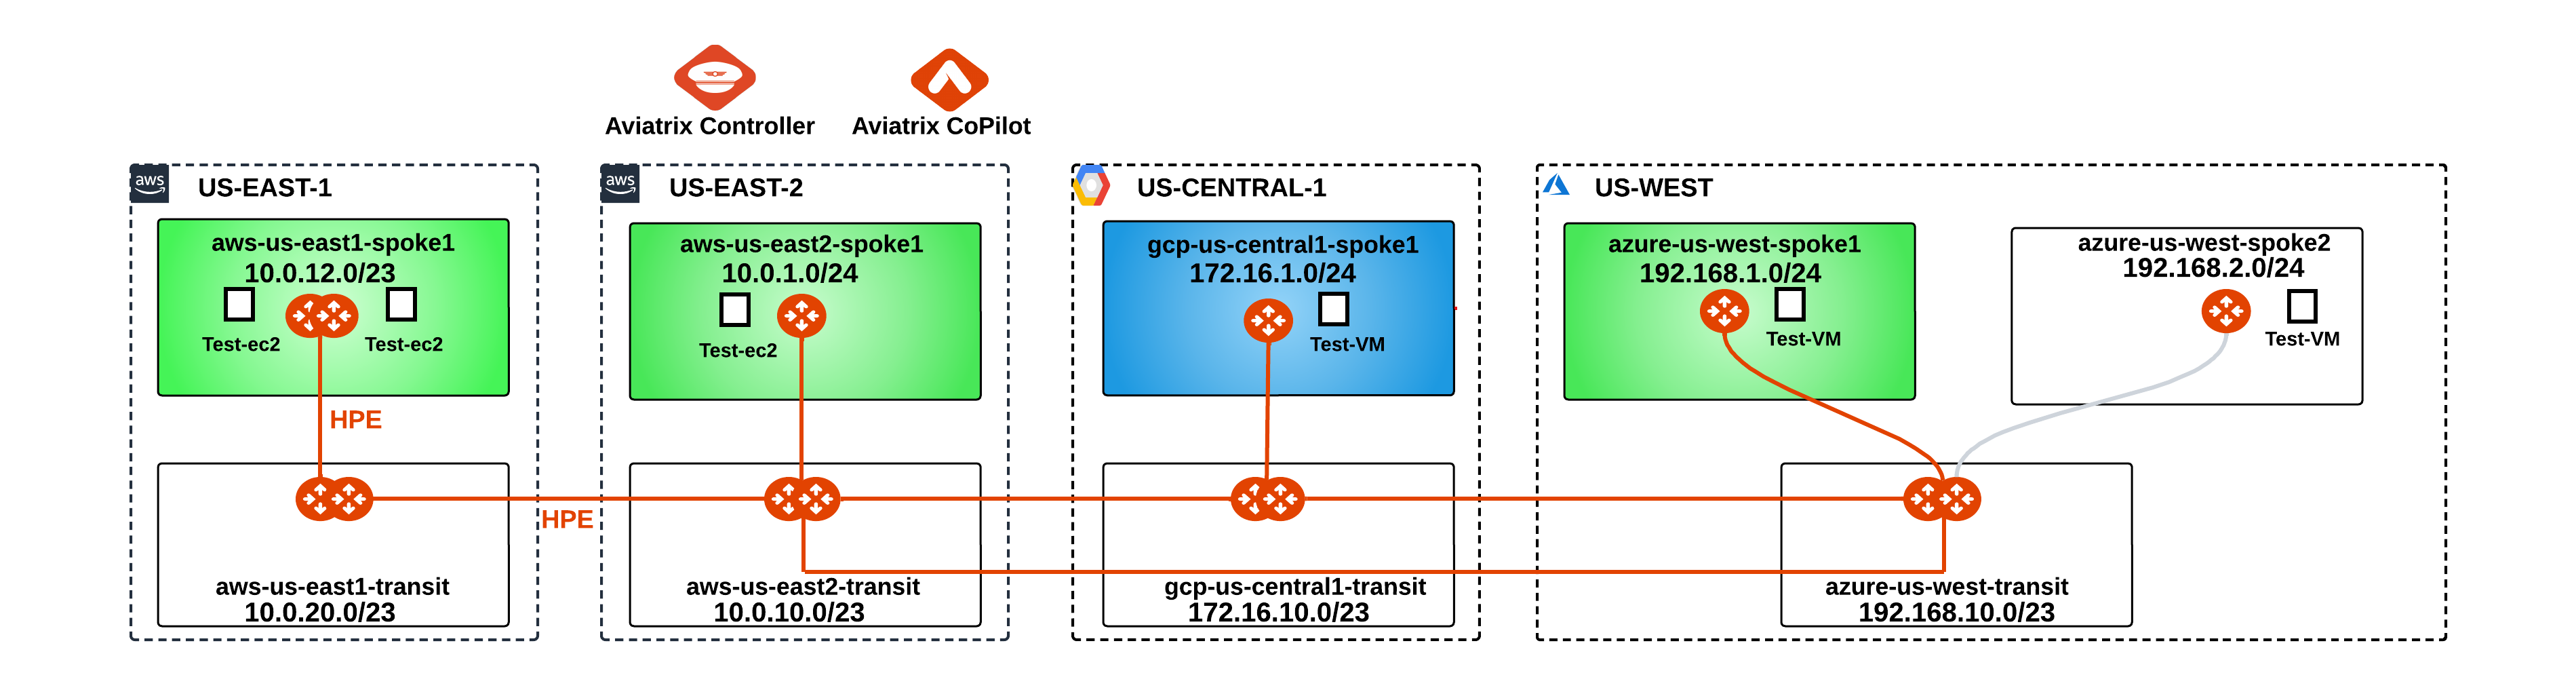 Aviatrix Controller
Aviatrix CoPilot
aws
US-EAST-1
aws-us-east1-spoke1
10.0.12.0/23
Test-ec2
Test-ec2
HPE
aws-us-east1-transit
10.0.20.0/23
HPE
aws
US-EAST-2
aws-us-east2-spoke1
10.0.1.0/24
Test-ec2
aws-us-east2-transit
10.0.10.0/23
US-CENTRAL-1
gcp-us-central1-spoke1
172.16.1.0/24
Test-VM
gcp-us-central1-transit
172.16.10.0/23
US-WEST
azure-us-west-spoke1
192.168.1.0/24
Test-VM
azure-us-west-spoke2
192.168.2.0/24
Test-VM
azure-us-west-transit
192.168.10.0/23